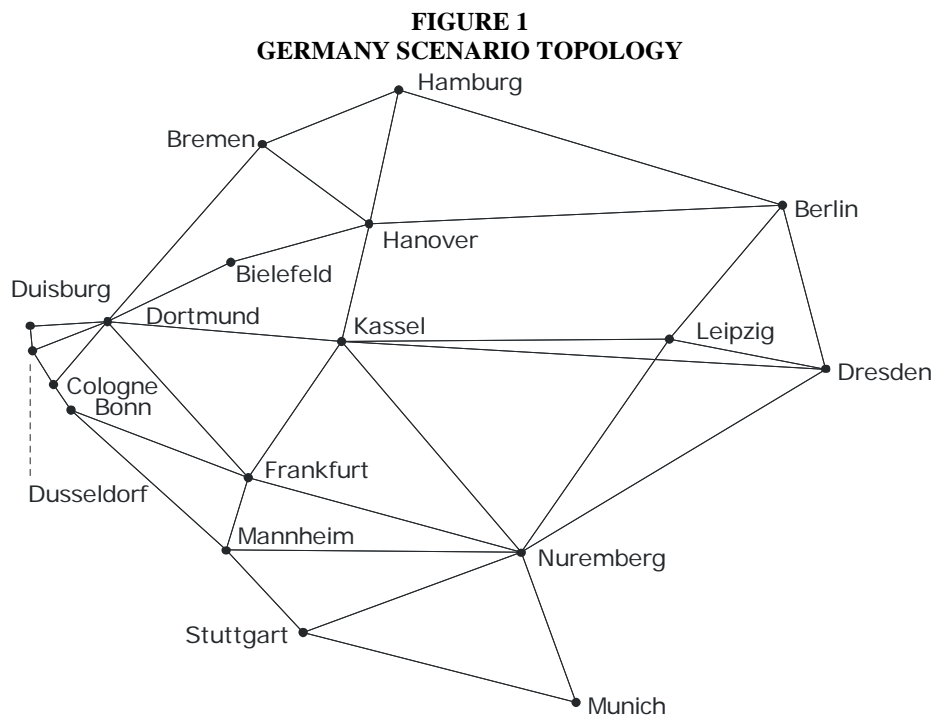 FIGURE 1
GERMANY SCENARIO TOPOLOGY
Hamburg
Bremen
Berlin
Hanover
Bielefeld
Duisburg
Dortmund
Kassel
Leipzig
Dresden
Cologne
Bonn
Frankfurt
Dusseldorf
Mannheim
Nuremberg
Stuttgart
Munich